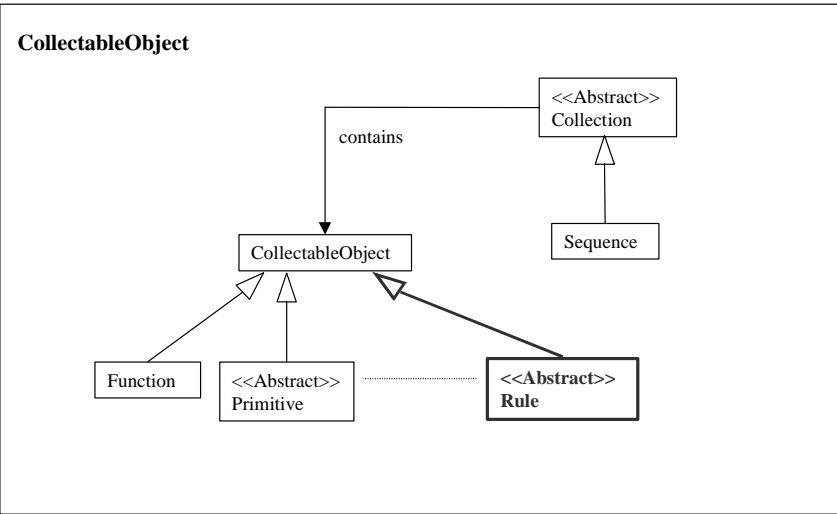 CollectableObject
<<Abstract>>
Collection
contains
CollectableObject
Sequence
Function
<<Abstract>>
Primitive
<<Abstract>>
Rule